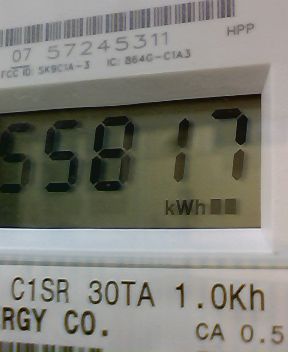 HPP
07 57245311
FCC ID: SK9C1A-3 IC: 864G-C1A3
55817
kWh
C1SR 30TA 1.0Kh
RGY CO.
CA 0.5